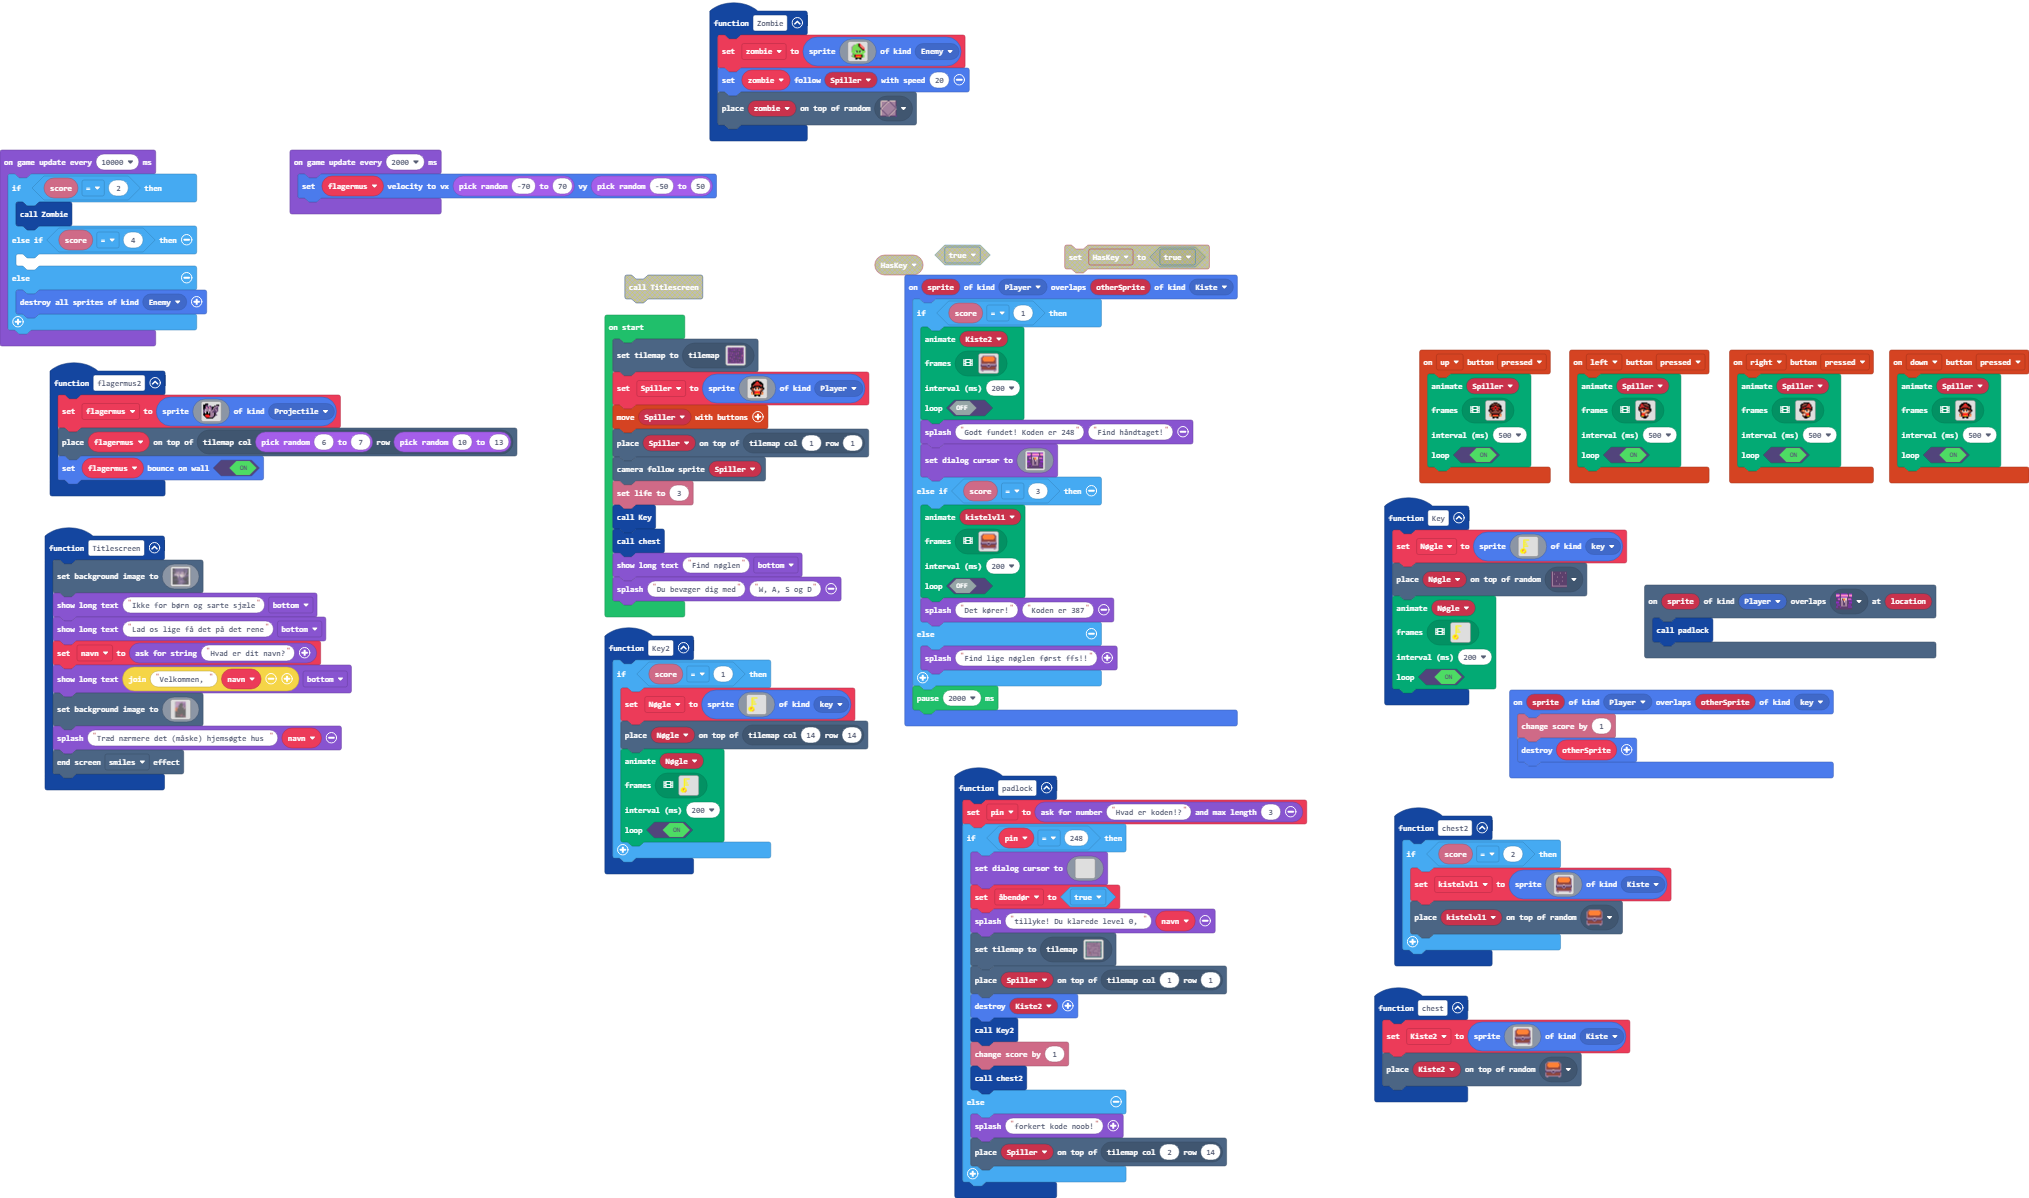 function Zombie
set zombie to sprite of kind Enemy
set zombie follow Spiller with speed 20
place zombie on top of random
on game update every 10000 ms
if score = 2 then
call Zombie
else if score = 4 then
else
destroy all sprites of kind Enemy
on game update every 2000 ms
set flagermus velocity to vx pick random -70 to 70 vy pick random -50 to 50
function flagermus2
set flagermus to sprite of kind Projectile
place flagermus on top of tilemap col pick random 6 to 7 row pick random 10 to 13
set flagermus bounce on wall ON
function Titlescreen
set background image to
show long text "Ikke for børn og sarte sjæle" bottom
show long text "Lad os lige få det på det rene" bottom
set navn to ask for string "Hvad er dit navn?"
show long text join "Velkommen, " navn bottom
set background image to
splash "Træd nærmere det (måske) hjemsøgte hus " navn
end screen smiles effect
call Titlescreen
on start
set tilemap to tilemap
set Spiller to sprite of kind Player
move Spiller with buttons
place Spiller on top of tilemap col 1 row 1
camera follow sprite Spiller
set life to 3
call Key
call chest
show long text "Find nøglen" bottom
splash "Du bevæger dig med" "W, A, S og D"
function Key2
if score = 1 then
set Nøgle to sprite of kind key
place Nøgle on top of tilemap col 14 row 14
animate Nøgle
frames
interval (ms) 200
loop ON
HasKey
true
set HasKey to true
on sprite of kind Player overlaps otherSprite of kind Kiste
if score = 1 then
animate Kiste2
frames
interval (ms) 200
loop OFF
splash "Godt fundet! Koden er 248" "Find håndtaget!"
set dialog cursor to
else if score = 3 then
animate kistelvl1
frames
interval (ms) 200
loop OFF
splash "Det kører!" "Koden er 387"
else
splash "Find lige nøglen først ffs!!"
pause 2000 ms
function padlock
set pin to ask for number "Hvad er koden!?" and max length 3
if pin = 248 then
set dialog cursor to
set åbendør to true
splash "tillyke! Du klarede level 0, " navn
set tilemap to tilemap
place Spiller on top of tilemap col 1 row 1
destroy Kiste2
call Key2
change score by 1
call chest2
else
splash "forkert kode noob!"
place Spiller on top of tilemap col 2 row 14
on up button pressed
animate Spiller
frames
interval (ms) 500
loop ON
on left button pressed
animate Spiller
frames
interval (ms) 500
loop ON
on right button pressed
animate Spiller
frames
interval (ms) 500
loop ON
on down button pressed
animate Spiller
frames
interval (ms) 500
loop ON
function Key
set Nøgle to sprite of kind key
place Nøgle on top of random
animate Nøgle
frames
interval (ms) 200
loop ON
on sprite of kind Player overlaps at location
call padlock
on sprite of kind Player overlaps otherSprite of kind key
change score by 1
destroy otherSprite
function chest2
if score = 2 then
set kistelvl1 to sprite of kind Kiste
place kistelvl1 on top of random
function chest
set Kiste2 to sprite of kind Kiste
place Kiste2 on top of random